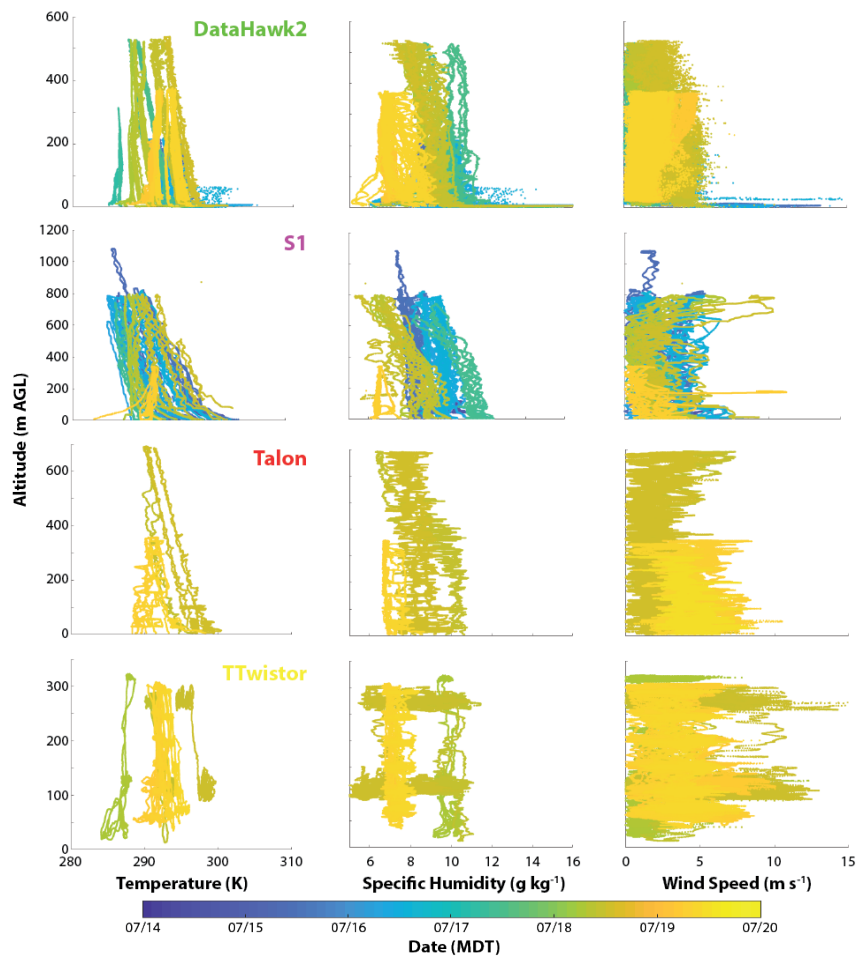 DataHawk2
600
400
200
0
S1
1200
1000
800
600
400
200
0
Altitude (m AGL)
Talon
600
400
200
0
TTwistor
300
200
100
0
280 290 300 310
6 8 10 12 14 16
0 5 10 15
Temperature (K) Specific Humidity (g kg⁻¹) Wind Speed (m s⁻¹)
07/14 07/15 07/16 07/17 07/18 07/19 07/20
Date (MDT)